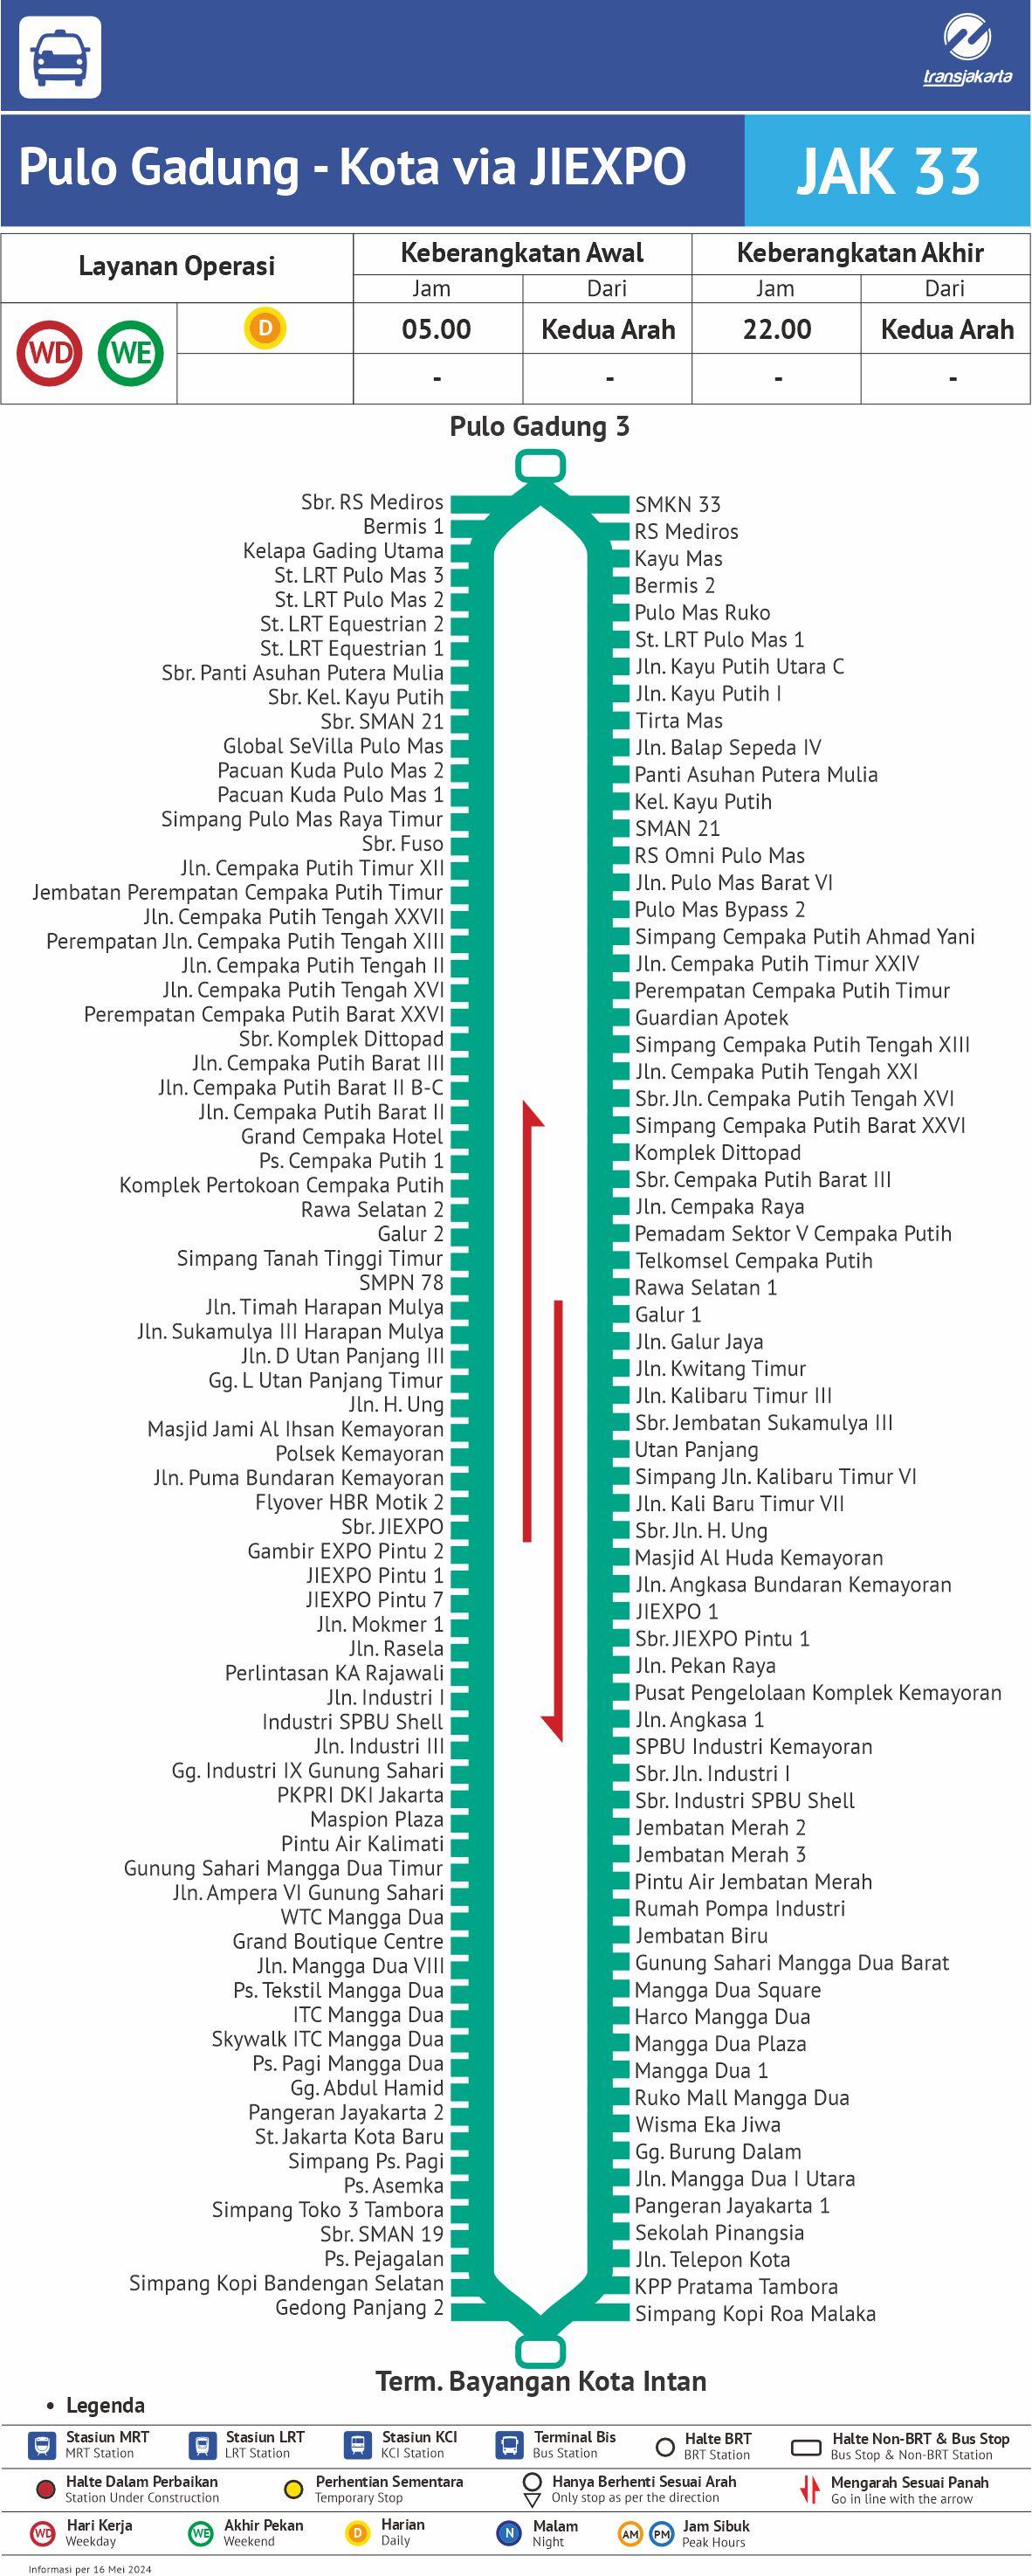 transjakarta
Pulo Gadung - Kota via JIEXPO
JAK 33
Layanan Operasi
Keberangkatan Awal
Keberangkatan Akhir
Jam
Dari
Jam
Dari
WD
WE
D
05.00
Kedua Arah
22.00
Kedua Arah
-
-
-
-
Pulo Gadung 3
Sbr. RS Mediros
Bermis 1
Kelapa Gading Utama
St. LRT Pulo Mas 3
St. LRT Pulo Mas 2
St. LRT Equestrian 2
St. LRT Equestrian 1
Sbr. Panti Asuhan Putera Mulia
Sbr. Kel. Kayu Putih
Sbr. SMAN 21
Global SeVilla Pulo Mas
Pacuan Kuda Pulo Mas 2
Pacuan Kuda Pulo Mas 1
Simpang Pulo Mas Raya Timur
Sbr. Fuso
Jln. Cempaka Putih Timur XII
Jembatan Perempatan Cempaka Putih Timur
Jln. Cempaka Putih Tengah XXVII
Perempatan Jln. Cempaka Putih Tengah XIII
Jln. Cempaka Putih Tengah II
Jln. Cempaka Putih Tengah XVI
Perempatan Cempaka Putih Barat XXVI
Sbr. Komplek Dittopad
Jln. Cempaka Putih Barat III
Jln. Cempaka Putih Barat II B-C
Jln. Cempaka Putih Barat II
Grand Cempaka Hotel
Ps. Cempaka Putih 1
Komplek Pertokoan Cempaka Putih
Rawa Selatan 2
Galur 2
Simpang Tanah Tinggi Timur
SMPN 78
Jln. Timah Harapan Mulya
Jln. Sukamulya III Harapan Mulya
Jln. D Utan Panjang III
Gg. L Utan Panjang Timur
Jln. H. Ung
Masjid Jami Al Ihsan Kemayoran
Polsek Kemayoran
Jln. Puma Bundaran Kemayoran
Flyover HBR Motik 2
Sbr. JIEXPO
Gambir EXPO Pintu 2
JIEXPO Pintu 1
JIEXPO Pintu 7
Jln. Mokmer 1
Jln. Rasela
Perlintasan KA Rajawali
Jln. Industri I
Industri SPBU Shell
Jln. Industri III
Gg. Industri IX Gunung Sahari
PKPRI DKI Jakarta
Maspion Plaza
Pintu Air Kalimati
Gunung Sahari Mangga Dua Timur
Jln. Ampera VI Gunung Sahari
WTC Mangga Dua
Grand Boutique Centre
Jln. Mangga Dua VIII
Ps. Tekstil Mangga Dua
ITC Mangga Dua
Skywalk ITC Mangga Dua
Ps. Pagi Mangga Dua
Gg. Abdul Hamid
Pangeran Jayakarta 2
St. Jakarta Kota Baru
Simpang Ps. Pagi
Ps. Asemka
Simpang Toko 3 Tambora
Sbr. SMAN 19
Ps. Pejagalan
Simpang Kopi Bandengan Selatan
Gedong Panjang 2
SMKN 33
RS Mediros
Kayu Mas
Bermis 2
Pulo Mas Ruko
St. LRT Pulo Mas 1
Jln. Kayu Putih Utara C
Jln. Kayu Putih I
Tirta Mas
Jln. Balap Sepeda IV
Panti Asuhan Putera Mulia
Kel. Kayu Putih
SMAN 21
RS Omni Pulo Mas
Jln. Pulo Mas Barat VI
Pulo Mas Bypass 2
Simpang Cempaka Putih Ahmad Yani
Jln. Cempaka Putih Timur XXIV
Perempatan Cempaka Putih Timur
Guardian Apotek
Simpang Cempaka Putih Tengah XIII
Jln. Cempaka Putih Tengah XXI
Sbr. Jln. Cempaka Putih Tengah XVI
Simpang Cempaka Putih Barat XXVI
Komplek Dittopad
Sbr. Cempaka Putih Barat III
Jln. Cempaka Raya
Pemadam Sektor V Cempaka Putih
Telkomsel Cempaka Putih
Rawa Selatan 1
Galur 1
Jln. Galur Jaya
Jln. Kwitang Timur
Jln. Kalibaru Timur III
Sbr. Jembatan Sukamulya III
Utan Panjang
Simpang Jln. Kalibaru Timur VI
Jln. Kali Baru Timur VII
Sbr. Jln. H. Ung
Masjid Al Huda Kemayoran
Jln. Angkasa Bundaran Kemayoran
JIEXPO 1
Sbr. JIEXPO Pintu 1
Jln. Pekan Raya
Pusat Pengelolaan Komplek Kemayoran
Jln. Angkasa 1
SPBU Industri Kemayoran
Sbr. Jln. Industri I
Sbr. Industri SPBU Shell
Jembatan Merah 2
Jembatan Merah 3
Pintu Air Jembatan Merah
Rumah Pompa Industri
Jembatan Biru
Gunung Sahari Mangga Dua Barat
Mangga Dua Square
Harco Mangga Dua
Mangga Dua Plaza
Mangga Dua 1
Ruko Mall Mangga Dua
Wisma Eka Jiwa
Gg. Burung Dalam
Jln. Mangga Dua I Utara
Pangeran Jayakarta 1
Sekolah Pinangsia
Jln. Telepon Kota
KPP Pratama Tambora
Simpang Kopi Roa Malaka
Term. Bayangan Kota Intan
• Legenda
Stasiun MRT
MRT Station
Stasiun LRT
LRT Station
Stasiun KCI
KCI Station
Terminal Bis
Bus Station
Halte BRT
BRT Station
Halte Non-BRT & Bus Stop
Bus Stop & Non-BRT Station
Halte Dalam Perbaikan
Station Under Construction
Perhentian Sementara
Temporary Stop
Hanya Berhenti Sesuai Arah
Only stop as per the direction
Mengarah Sesuai Panah
Go in line with the arrow
WD
Hari Kerja
Weekday
WE
Akhir Pekan
Weekend
D
Harian
Daily
N
Malam
Night
AM
PM
Jam Sibuk
Peak Hours
Informasi per 16 Mei 2024